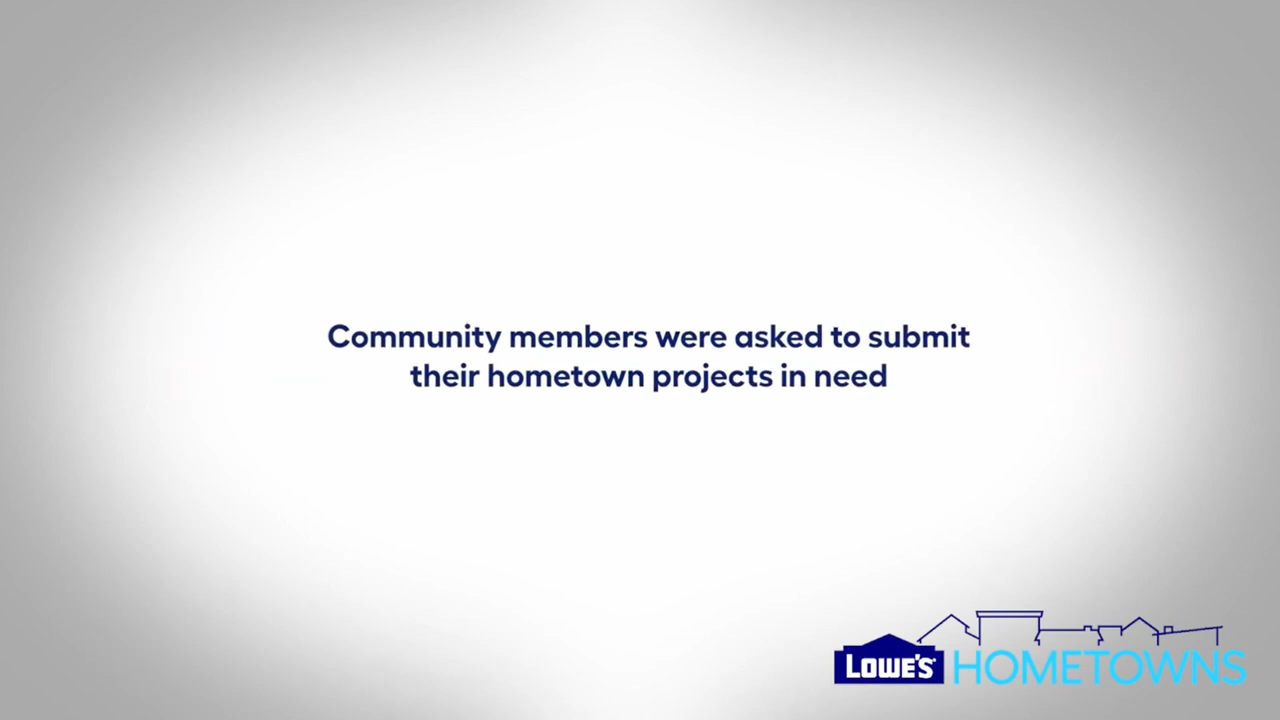 Community members were asked to submit
their hometown projects in need
LOWE'S HOMETOWNS